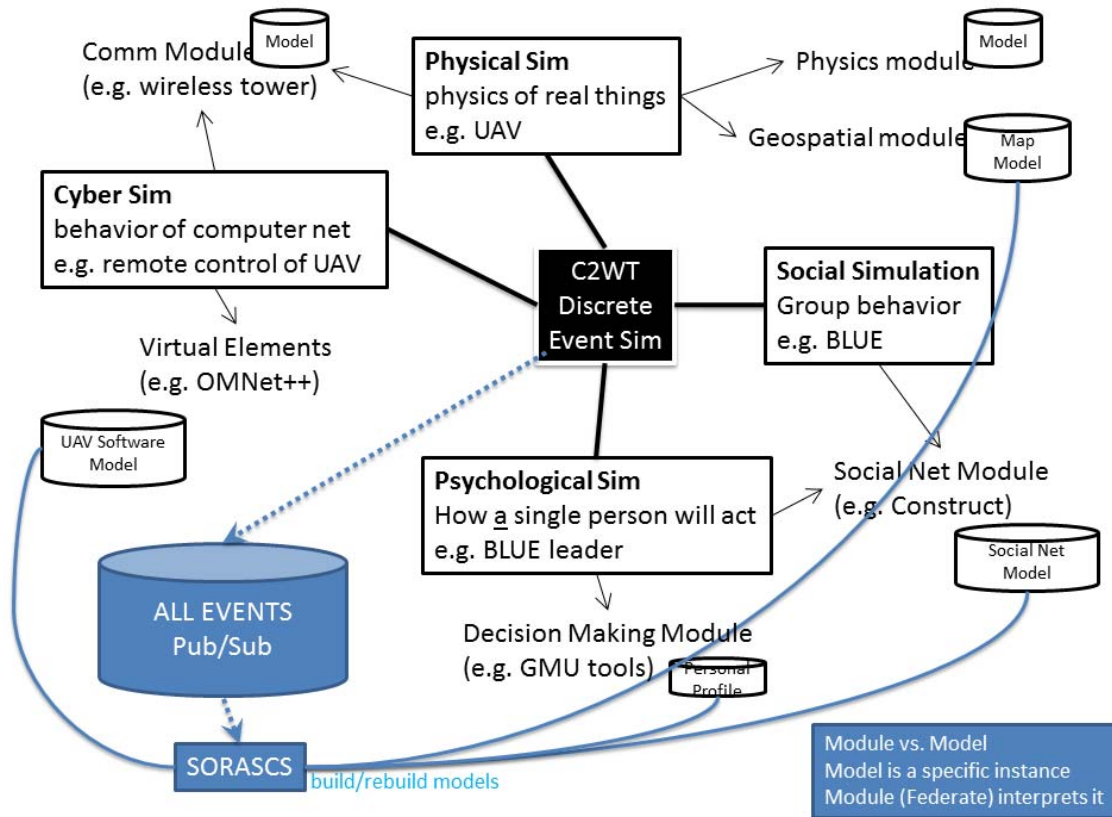 Comm Module
(e.g. wireless tower)
Model
Physical Sim
physics of real things
e.g. UAV
Physics module
Model
Geospatial module
Map
Model
Cyber Sim
behavior of computer net
e.g. remote control of UAV
C2WT
Discrete
Event Sim
Social Simulation
Group behavior
e.g. BLUE
Virtual Elements
(e.g. OMNet++)
UAV Software
Model
Psychological Sim
How a single person will act
e.g. BLUE leader
Social Net Module
(e.g. Construct)
Social Net
Model
ALL EVENTS
Pub/Sub
Decision Making Module
(e.g. GMU tools)
Personal
Profile
SORASCS
build/rebuild models
Module vs. Model
Model is a specific instance
Module (Federate) interprets it